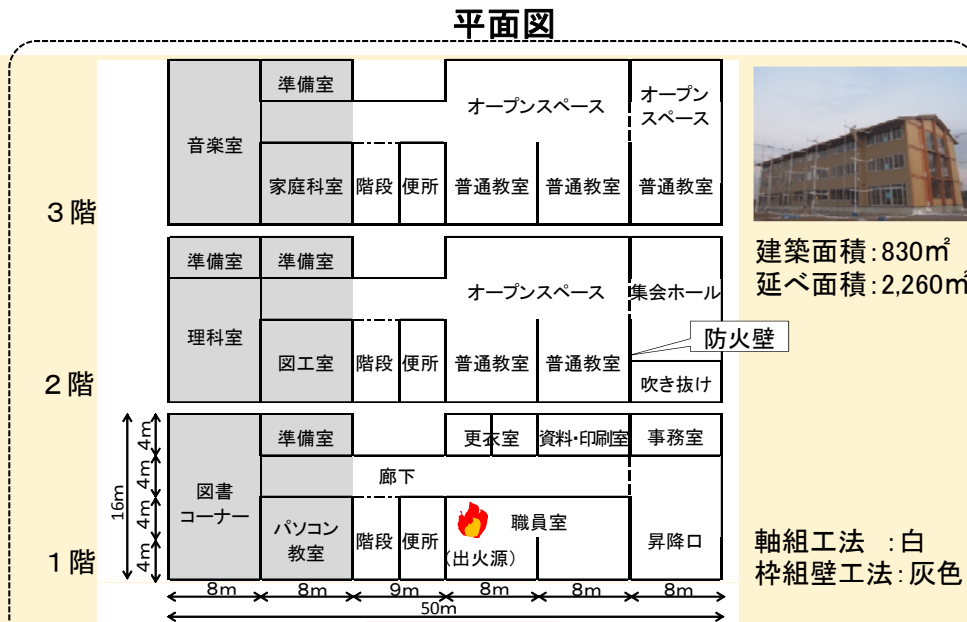 平面図
準備室
オープンスペース
オープン
スペース
音楽室
家庭科室
階段
便所
普通教室
普通教室
普通教室
3階
建築面積:830㎡
延べ面積:2,260㎡
準備室
準備室
オープンスペース
集会ホール
防火壁
理科室
図工室
階段
便所
普通教室
普通教室
吹き抜け
2階
準備室
更衣室
資料・印刷室
事務室
廊下
図書
コーナー
パソコン
教室
階段
便所
職員室
(出火源)
昇降口
16m
4m
4m
4m
4m
1階
軸組工法 :白
枠組壁工法:灰色
8m
8m
9m
8m
8m
8m
50m